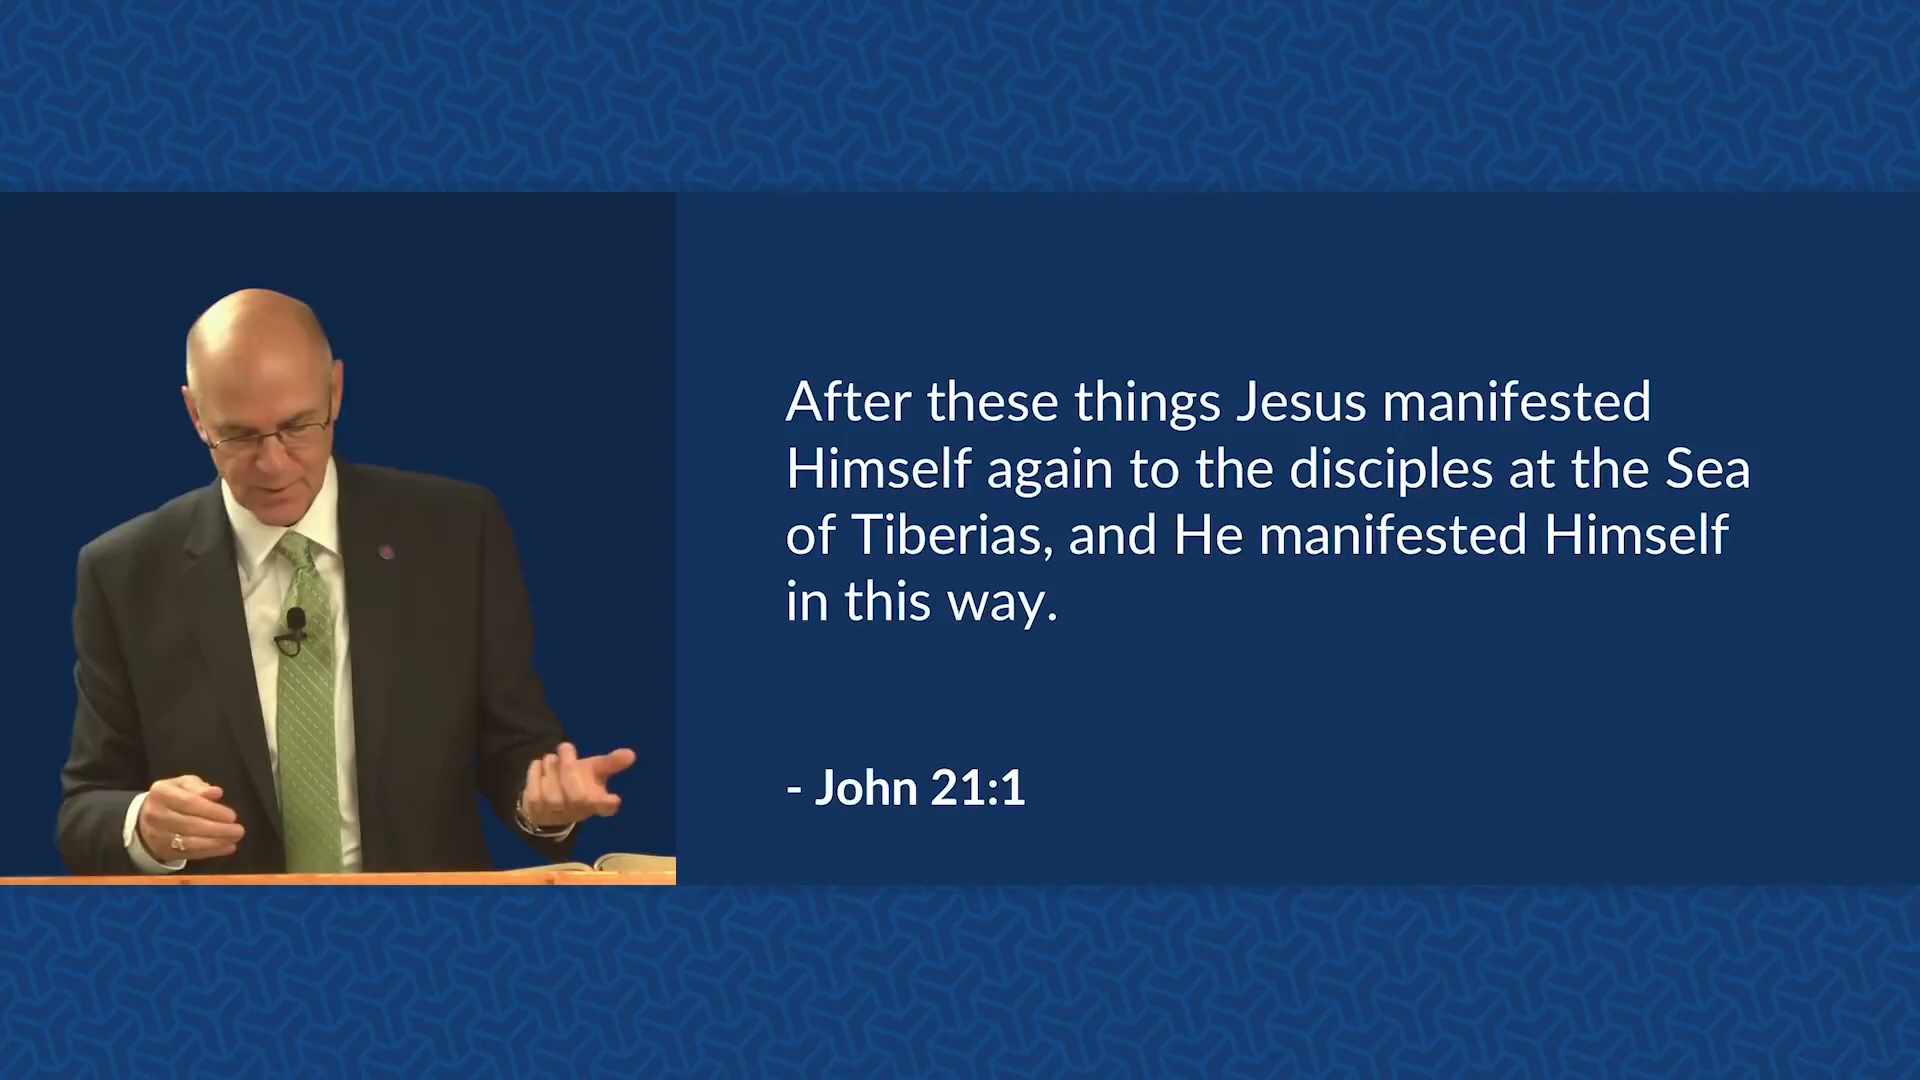 After these things Jesus manifested
Himself again to the disciples at the Sea
of Tiberias, and He manifested Himself
in this way.
- John 21:1